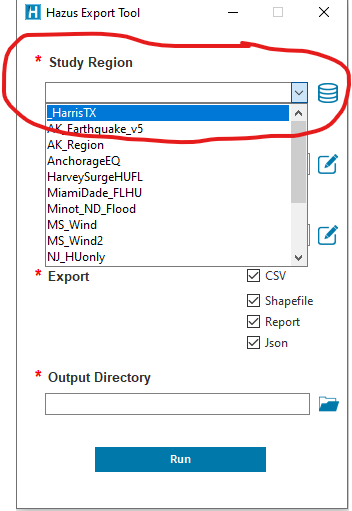 H Hazus Export Tool
* Study Region
_HarrisTX
AK_Earthquake_v5
AK_Region
AnchorageEQ
HarveySurgeHUFL
MiamiDade_FLHU
Minot_ND_Flood
MS_Wind
MS_Wind2
NJ_HUonly
* Export
CSV
Shapefile
Report
Json
* Output Directory
Run